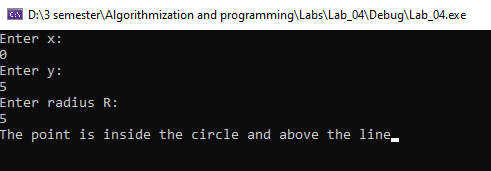 D:\3 semester\Algorithmization and programming\Labs\Lab_04\Debug\Lab_04.exe
Enter x:
0
Enter y:
5
Enter radius R:
5
The point is inside the circle and above the line